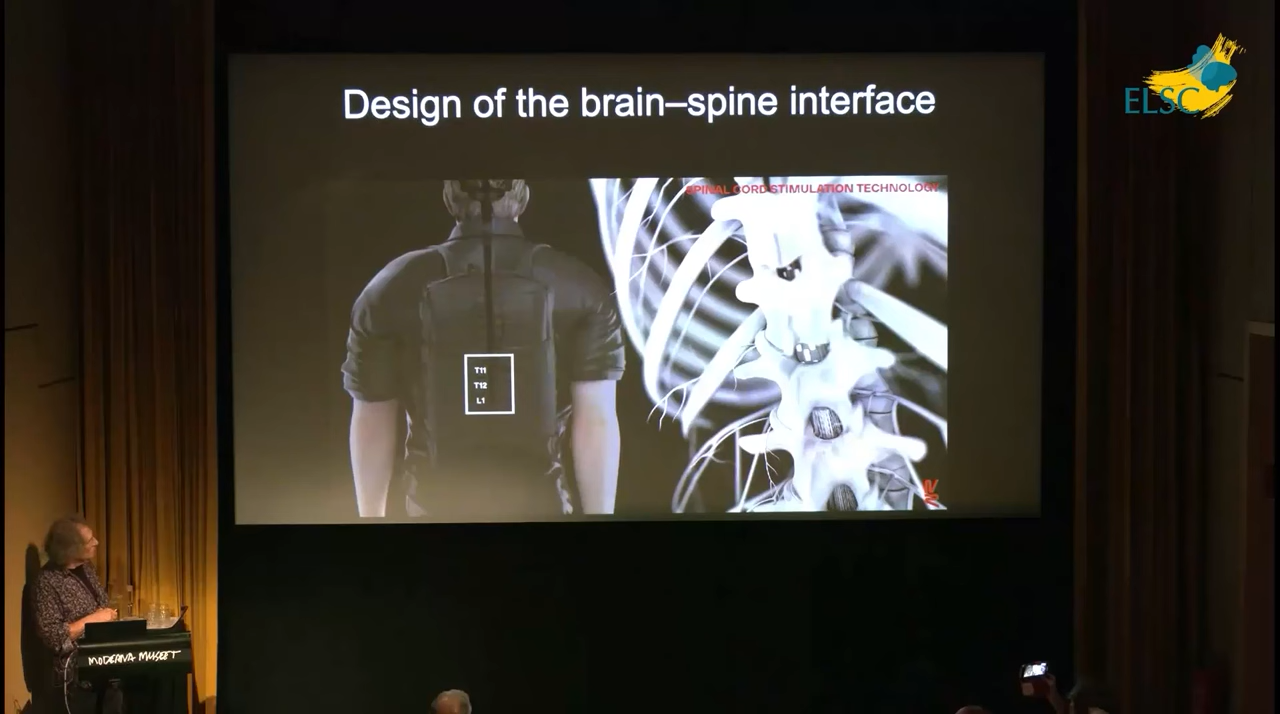 Design of the brain–spine interface
ELSC
SPINAL CORD STIMULATION TECHNOLOGY
T11
T12
L1
MODERNA MUSEET